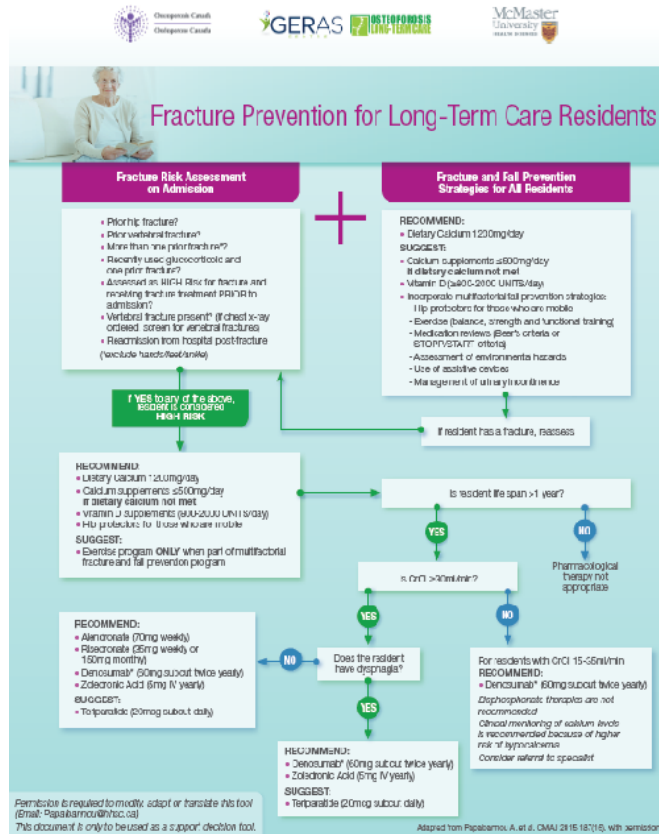 Osteoporosis Canada
Ostéoporose Canada
GERAS
OSTEOPOROSIS
LONG-TERM CARE
McMaster
University
HEALTH SCIENCES
Fracture Prevention for Long-Term Care Residents
Fracture Risk Assessment
on Admission
• Prior hip fracture?
• Prior vertebral fracture?
• More than one prior fracture*?
• Recently used glucocorticoid and
one prior fracture?
• Assessed as HIGH Risk for fracture and
receiving fracture treatment PRIOR to
admission?
• Vertebral fracture present* (if chest x-ray
ordered, screen for vertebral fractures)
• Readmission from hospital post-fracture
(*exclude hands/feet/ankle)
+
Fracture and Fall Prevention
Strategies for All Residents
RECOMMEND:
• Dietary Calcium 1200mg/day
SUGGEST:
• Calcium supplements ≤500mg/day
if dietary calcium not met
• Vitamin D (≥800-2000 UNITS/day)
• Incorporate multifactorial fall prevention strategies:
Hip protectors for those who are mobile
- Exercise (balance, strength and functional training)
- Medication reviews (Beer's criteria or
STOPP/START criteria)
- Assessment of environmental hazards
- Use of assistive devices
- Management of urinary incontinence
If YES to any of the above,
resident is considered
HIGH RISK
If resident has a fracture, reassess
RECOMMEND:
• Dietary Calcium 1200mg/day
• Calcium supplements ≤500mg/day
if dietary calcium not met
• Vitamin D supplements (800-2000 UNITS/day)
• Hip protectors for those who are mobile
SUGGEST:
• Exercise program ONLY when part of multifactorial
fracture and fall prevention program
Is resident life span >1 year?
YES
NO
Pharmacological
therapy not
appropriate
Is CrCl >30ml/min?
YES
NO
RECOMMEND:
• Alendronate (70mg weekly)
• Risedronate (35mg weekly or
150mg monthly)
• Denosumab* (60mg subcut twice yearly)
• Zoledronic Acid (5mg IV yearly)
SUGGEST:
• Teriparatide (20mcg subcut daily)
NO
Does the resident
have dysphagia?
YES
For residents with CrCl 15-35ml/min
RECOMMEND:
• Denosumab* (60mg subcut twice yearly)
Bisphosphonate therapies are not
recommended
Clinical monitoring of calcium levels
is recommended because of higher
risk of hypocalcemia
Consider referral to specialist
RECOMMEND:
• Denosumab* (60mg subcut twice yearly)
• Zoledronic Acid (5mg IV yearly)
SUGGEST:
• Teriparatide (20mcg subcut daily)
Permission is required to modify, adapt or translate this tool
(Email: Papaioannou@hhsc.ca)
This document is only to be used as a support decision tool.
Adapted from Papaioannou, A. et al. CMAJ 2015 187(15), with permission